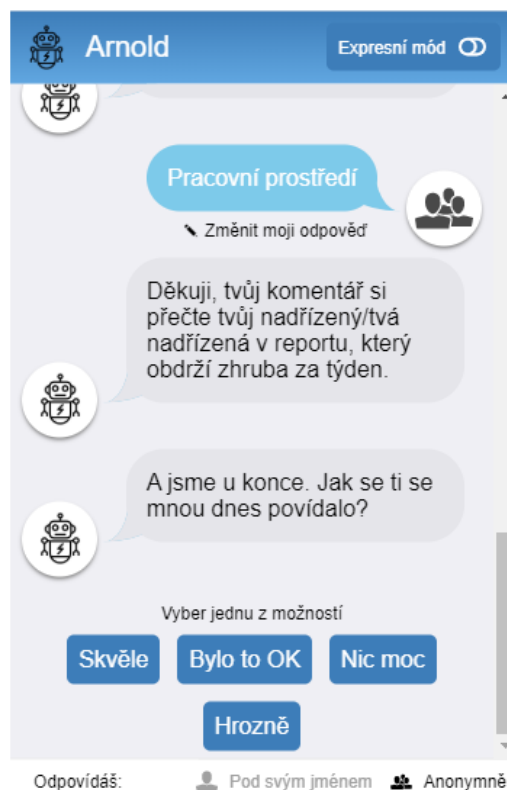 Arnold
Expresní mód
Pracovní prostředí
Změnit moji odpověď
Děkuji, tvůj komentář si
přečte tvůj nadřízený/tvá
nadřízená v reportu, který
obdrží zhruba za týden.
A jsme u konce. Jak se ti se
mnou dnes povídalo?
Vyber jednu z možností
Skvěle
Bylo to OK
Nic moc
Hrozně
Odpovídáš:
Pod svým jménem
Anonymně